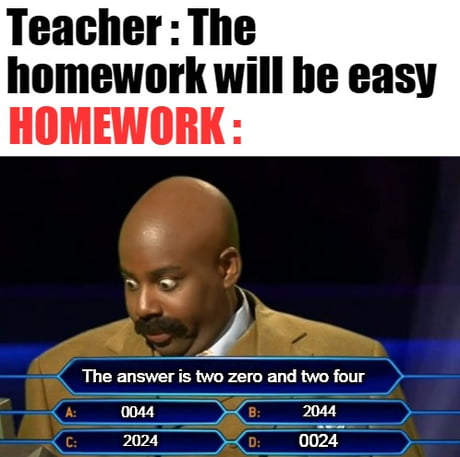 Teacher : The
homework will be easy
HOMEWORK :
The answer is two zero and two four
A: 0044
B: 2044
C: 2024
D: 0024